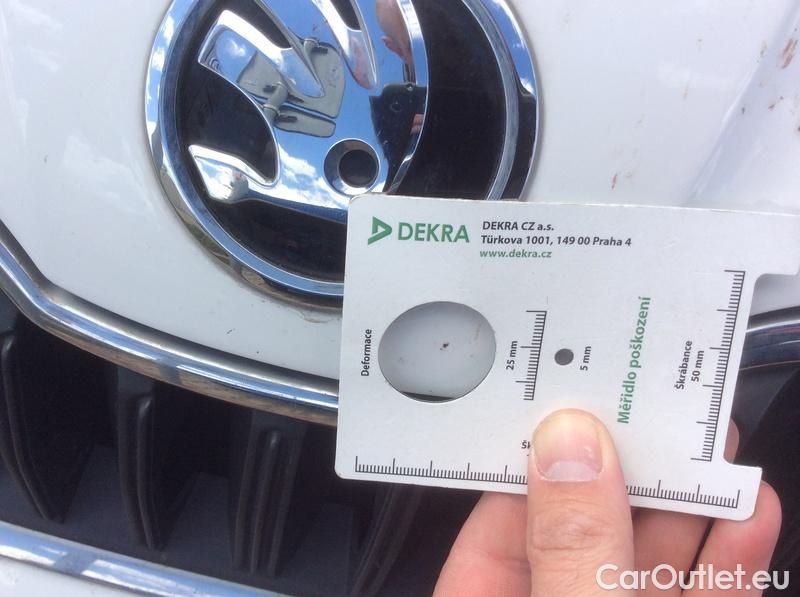 DEKRA
DEKRA CZ a.s.
Türkova 1001, 149 00 Praha 4
www.dekra.cz
Deformace
25 mm
5 mm
Měřidlo poškození
Škrábance
50 mm
CarOutlet.eu